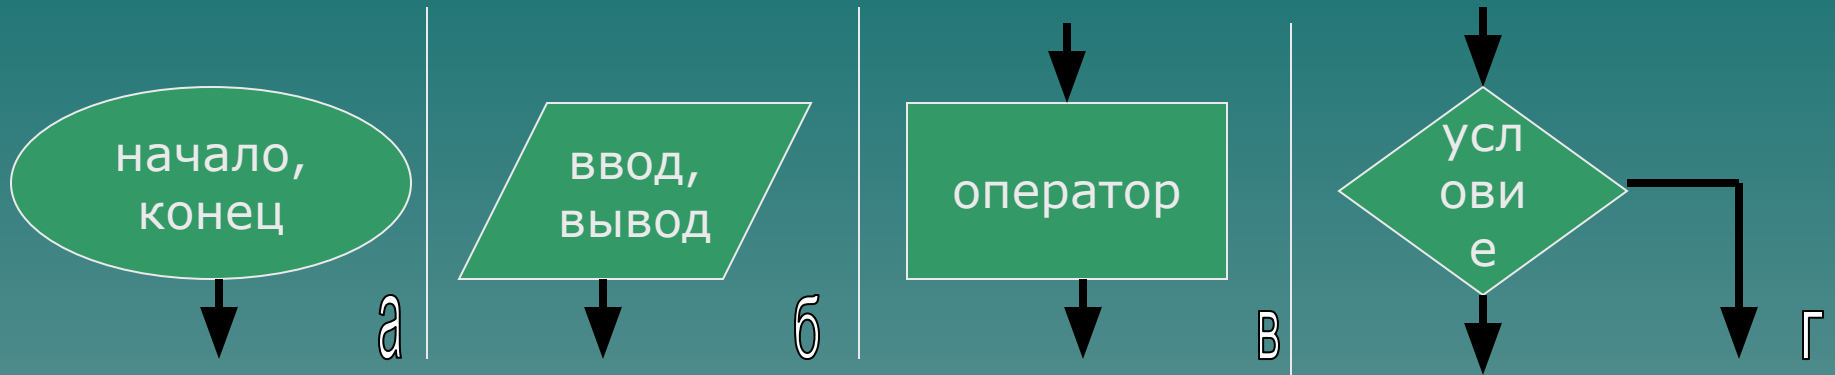 начало,
конец
а
ввод,
вывод
б
оператор
в
усл
ови
е
г